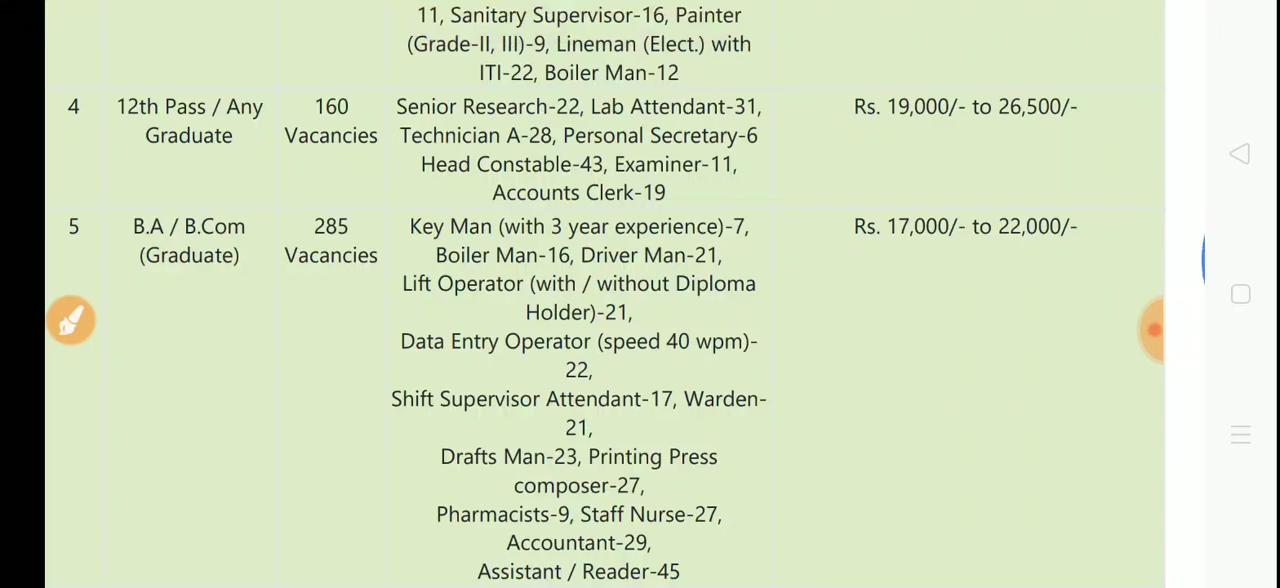 11, Sanitary Supervisor-16, Painter
(Grade-II, III)-9, Lineman (Elect.) with
ITI-22, Boiler Man-12
4
12th Pass / Any
Graduate
160
Vacancies
Senior Research-22, Lab Attendant-31,
Technician A-28, Personal Secretary-6
Head Constable-43, Examiner-11,
Accounts Clerk-19
Rs. 19,000/- to 26,500/-
5
B.A / B.Com
(Graduate)
285
Vacancies
Key Man (with 3 year experience)-7,
Boiler Man-16, Driver Man-21,
Lift Operator (with / without Diploma
Holder)-21,
Data Entry Operator (speed 40 wpm)-
22,
Shift Supervisor Attendant-17, Warden-
21,
Drafts Man-23, Printing Press
composer-27,
Pharmacists-9, Staff Nurse-27,
Accountant-29,
Assistant / Reader-45
Rs. 17,000/- to 22,000/-